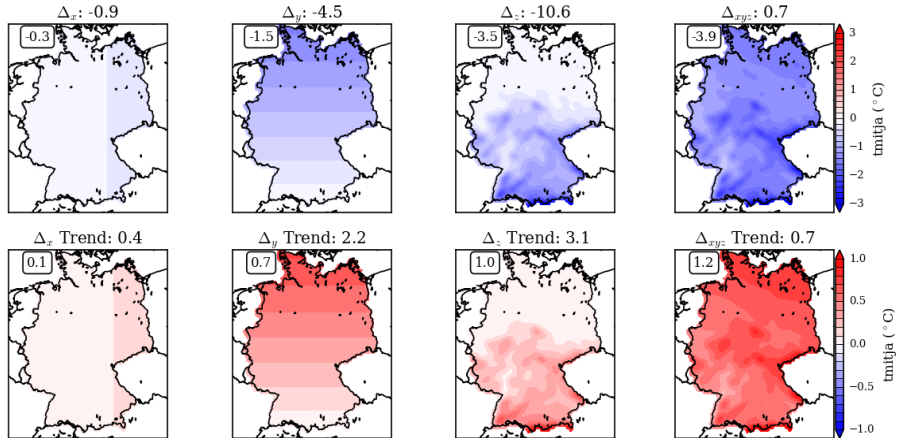 Δx: -0.9
Δy: -4.5
Δz: -10.6
Δxyz: 0.7
-0.3
-1.5
-3.5
-3.9
3
2
1
0
−1
−2
−3
tmitja (°C)
Δx Trend: 0.4
Δy Trend: 2.2
Δz Trend: 3.1
Δxyz Trend: 0.7
0.1
0.7
1.0
1.2
1.0
0.5
0.0
−0.5
−1.0
tmitja (°C)